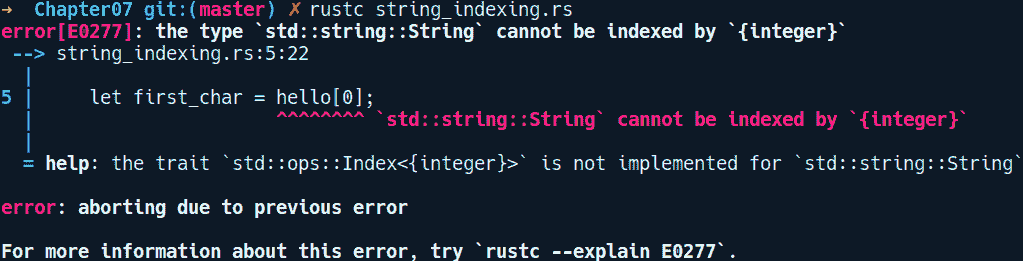 ➜  Chapter07 git:(master) ✗ rustc string_indexing.rs
error[E0277]: the type `std::string::String` cannot be indexed by `{integer}`
 --> string_indexing.rs:5:22
  |
5 |     let first_char = hello[0];
  |                      ^^^^^^^^ `std::string::String` cannot be indexed by `{integer}`
  |
  = help: the trait `std::ops::Index<{integer}>` is not implemented for `std::string::String`
error: aborting due to previous error
For more information about this error, try `rustc --explain E0277`.